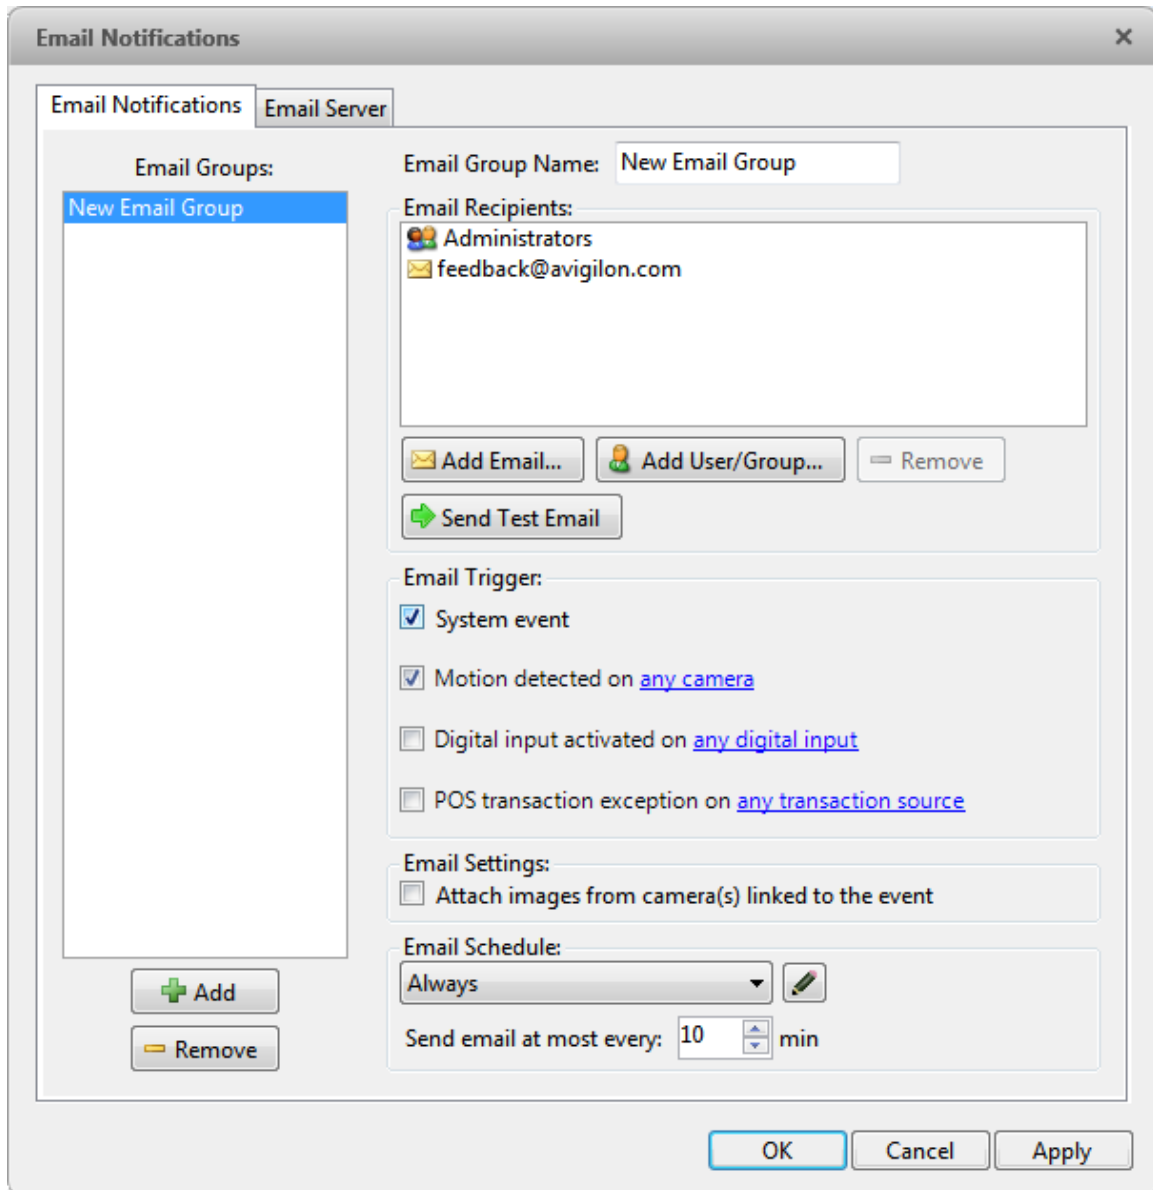 Email Notifications
Email Notifications
Email Server
Email Groups:
New Email Group
Add
Remove
Email Group Name: New Email Group
Email Recipients:
Administrators
feedback@avigilon.com
Add Email... Add User/Group... Remove
Send Test Email
Email Trigger:
System event
Motion detected on any camera
Digital input activated on any digital input
POS transaction exception on any transaction source
Email Settings:
Attach images from camera(s) linked to the event
Email Schedule:
Always
Send email at most every: 10 min
OK Cancel Apply